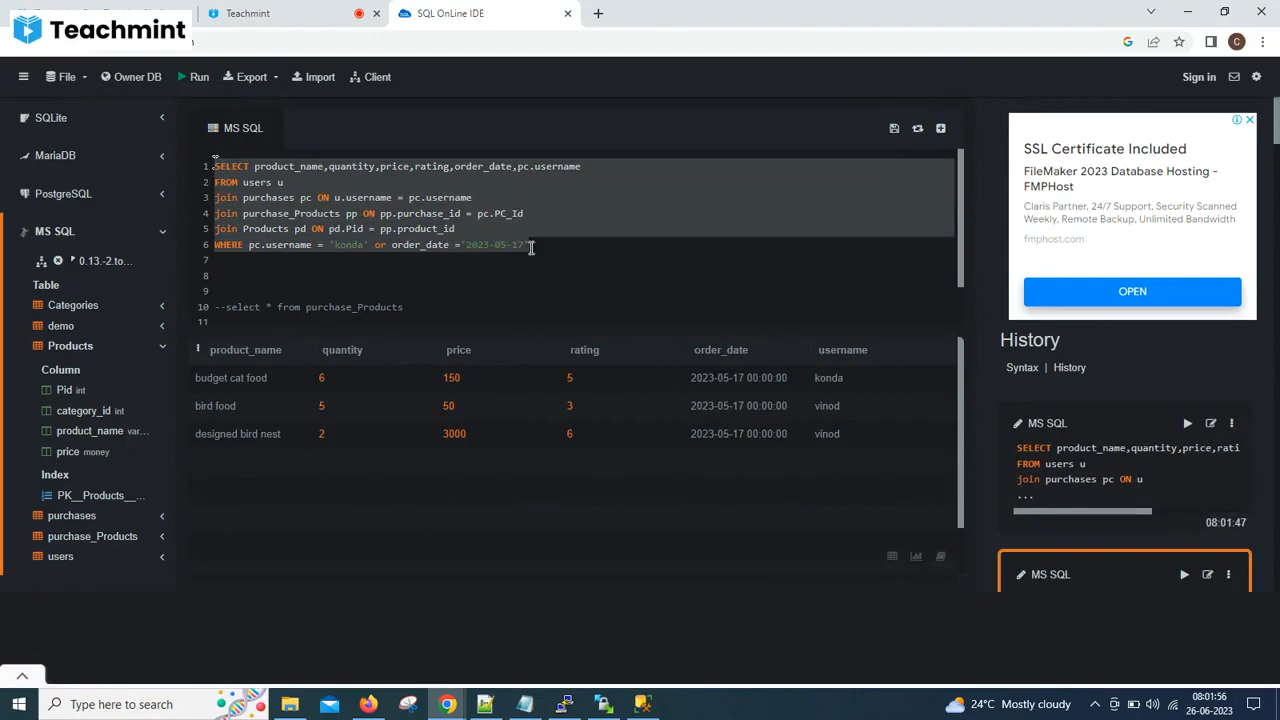 Teachmint
Teachmint
SQL OnLine IDE
File
Owner DB
Run
Export
Import
Client
Sign in
SQLite
MariaDB
PostgreSQL
MS SQL
0.13.-2.to...
Table
Categories
demo
Products
Column
Pid int
category_id int
product_name var...
price money
Index
PK__Products__...
purchases
purchase_Products
users
MS SQL
1 SELECT product_name,quantity,price,rating,order_date,pc.username
2 FROM users u
3 join purchases pc ON u.username = pc.username
4 join purchase_Products pp ON pp.purchase_id = pc.PC_Id
5 join Products pd ON pd.Pid = pp.product_id
6 WHERE pc.username = 'konda' or order_date ='2023-05-17'
7
8
9
10 --select * from purchase_Products
11
product_name quantity price rating order_date username
budget cat food 6 150 5 2023-05-17 00:00:00 konda
bird food 5 50 3 2023-05-17 00:00:00 vinod
designed bird nest 2 3000 6 2023-05-17 00:00:00 vinod
SSL Certificate Included
FileMaker 2023 Database Hosting -
FMPHost
Claris Partner, 24/7 Support, Security Scanned
Weekly, Remote Backup, Unlimited Bandwidth
fmphost.com
OPEN
History
Syntax | History
MS SQL
SELECT product_name,quantity,price,rati
FROM users u
join purchases pc ON u
...
08:01:47
MS SQL
Type here to search
24°C Mostly cloudy
08:01:56
26-06-2023